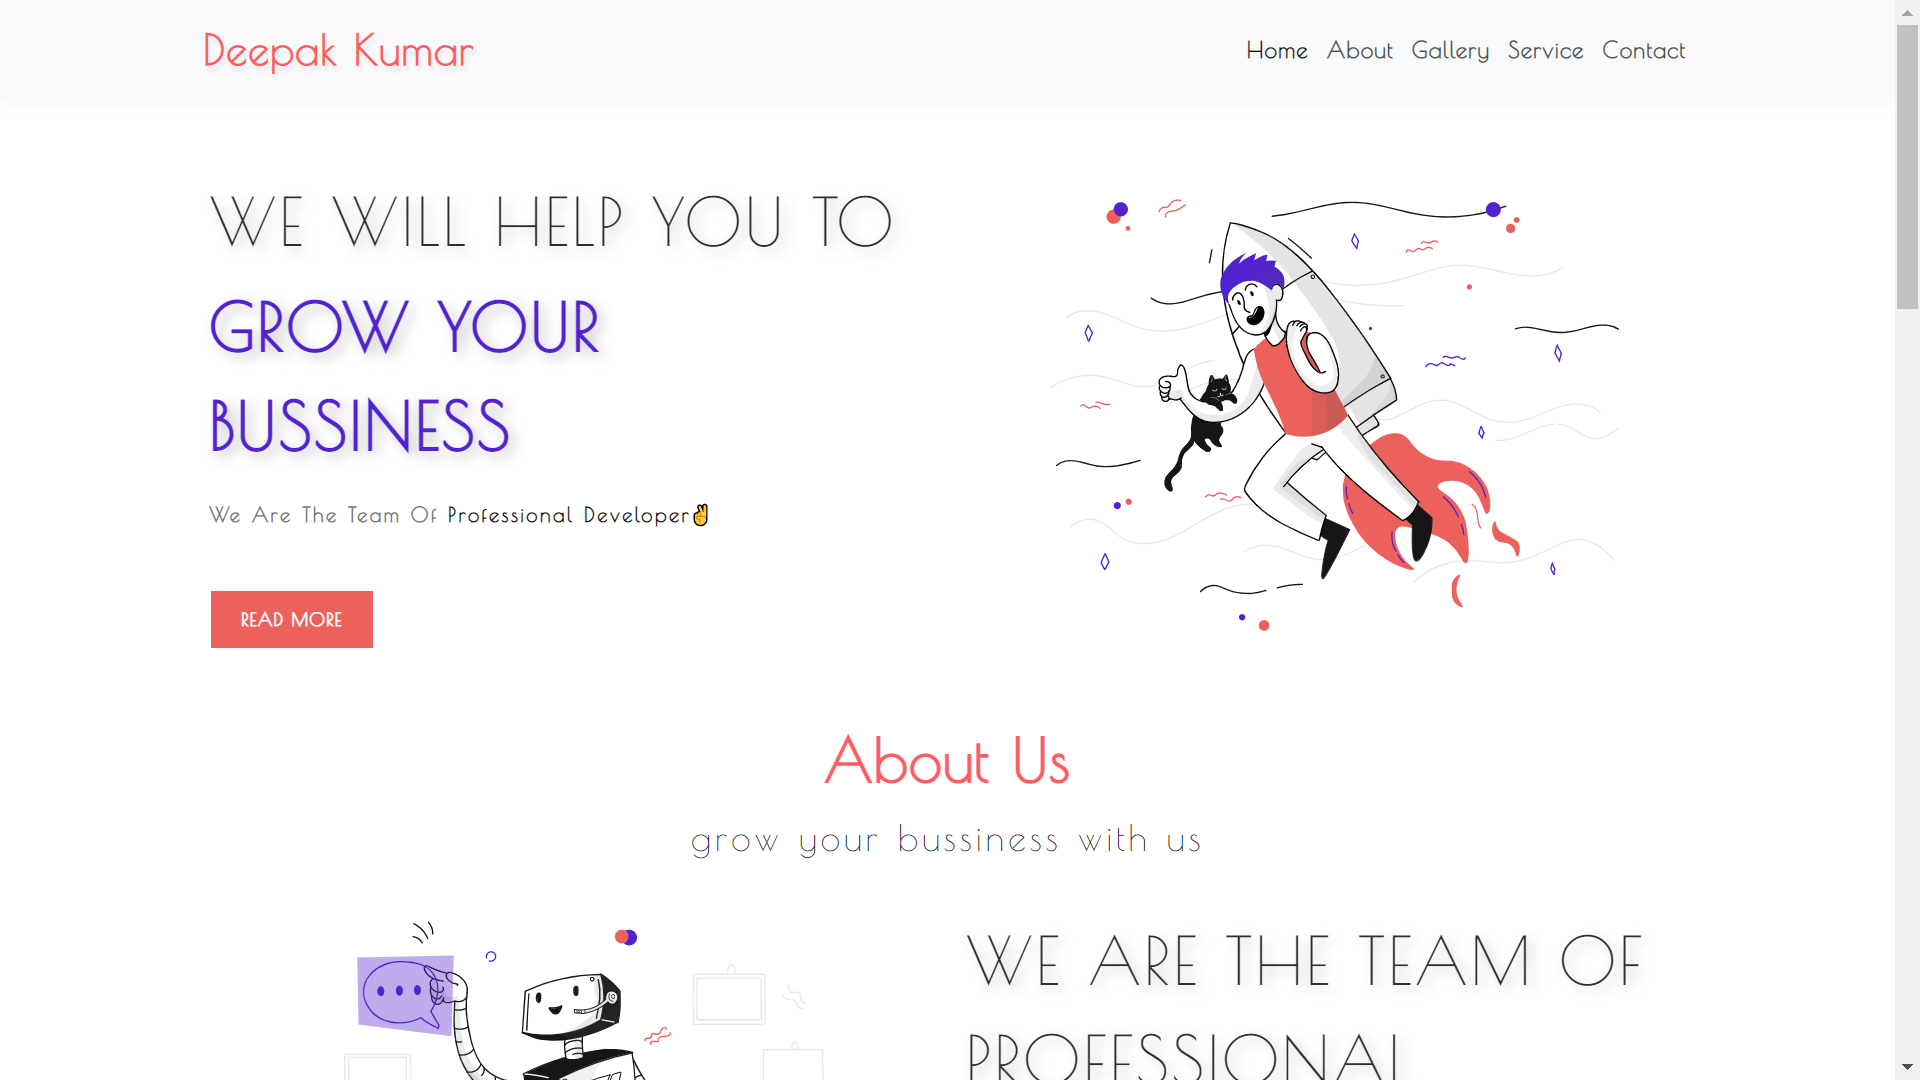 Deepak Kumar
Home About Gallery Service Contact
WE WILL HELP YOU TO
GROW YOUR
BUSSINESS
We Are The Team Of Professional Developer✌
READ MORE
About Us
grow your bussiness with us
WE ARE THE TEAM OF
PROFESSIONAL